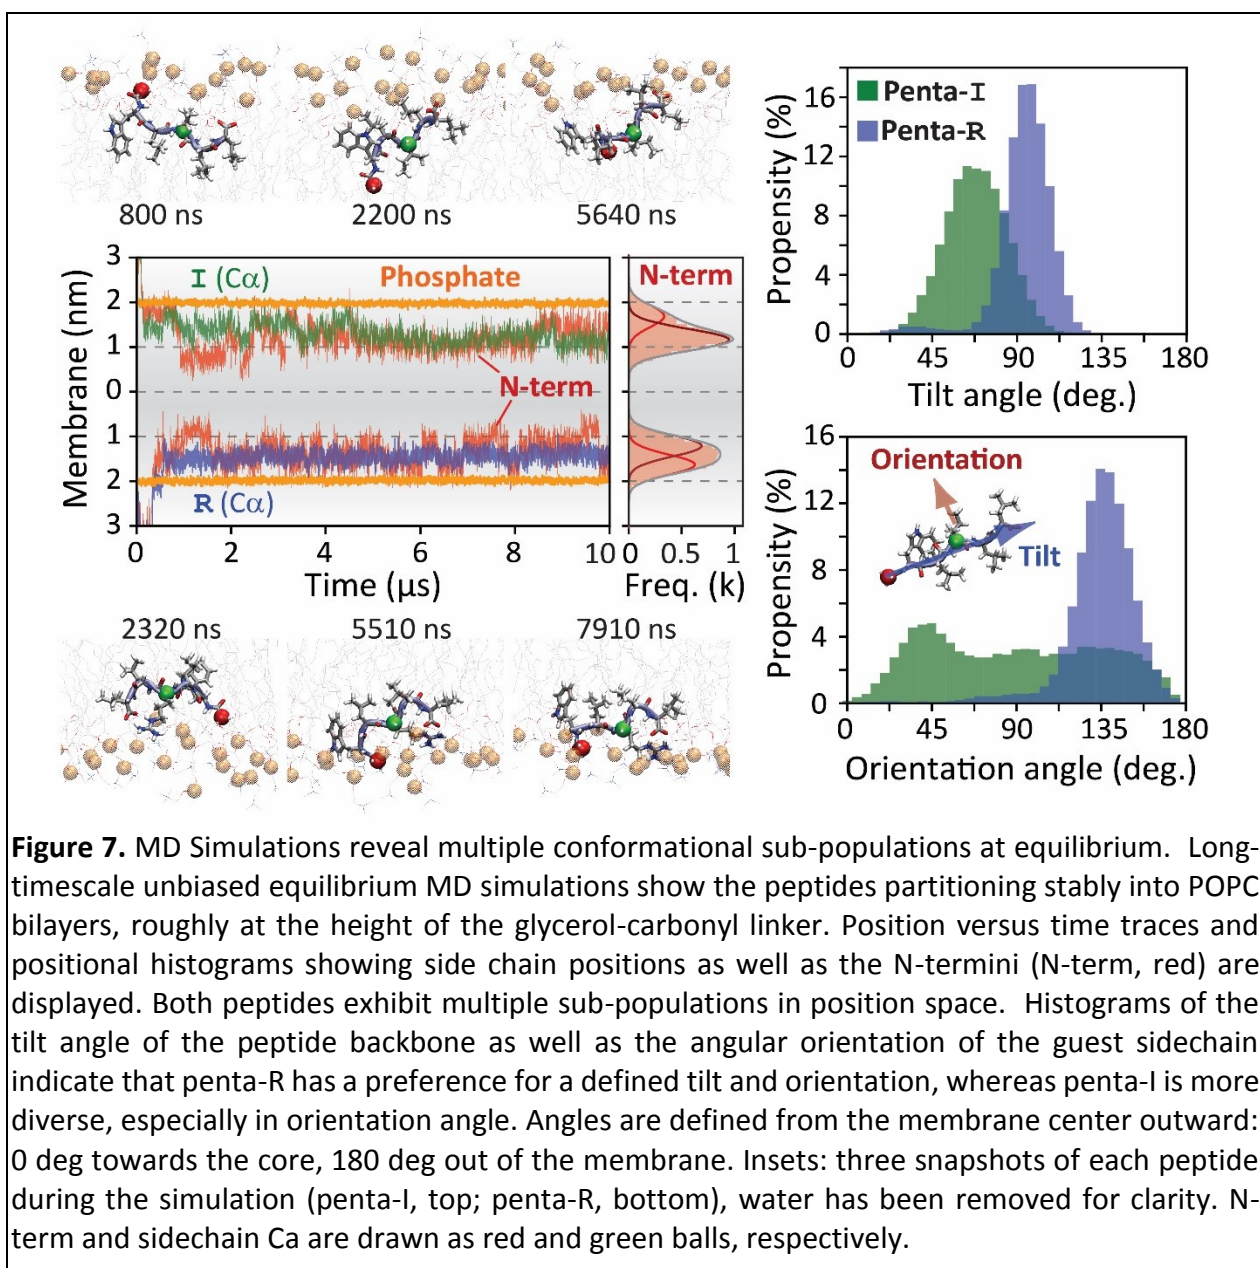 800 ns
2200 ns
5640 ns
3
2
1
0
1
2
3
Membrane (nm)
I (Cα)
Phosphate
N-term
R (Cα)
0
2
4
6
8
10
Time (μs)
N-term
0
0.5
1
Freq. (k)
2320 ns
5510 ns
7910 ns
16
12
8
4
0
Propensity (%)
Penta-I
Penta-R
0
45
90
135
180
Tilt angle (deg.)
16
12
8
4
0
Propensity (%)
Orientation
Tilt
0
45
90
135
180
Orientation angle (deg.)
Figure 7. MD Simulations reveal multiple conformational sub-populations at equilibrium. Long-
timescale unbiased equilibrium MD simulations show the peptides partitioning stably into POPC
bilayers, roughly at the height of the glycerol-carbonyl linker. Position versus time traces and
positional histograms showing side chain positions as well as the N-termini (N-term, red) are
displayed. Both peptides exhibit multiple sub-populations in position space. Histograms of the
tilt angle of the peptide backbone as well as the angular orientation of the guest sidechain
indicate that penta-R has a preference for a defined tilt and orientation, whereas penta-I is more
diverse, especially in orientation angle. Angles are defined from the membrane center outward:
0 deg towards the core, 180 deg out of the membrane. Insets: three snapshots of each peptide
during the simulation (penta-I, top; penta-R, bottom), water has been removed for clarity. N-
term and sidechain Ca are drawn as red and green balls, respectively.